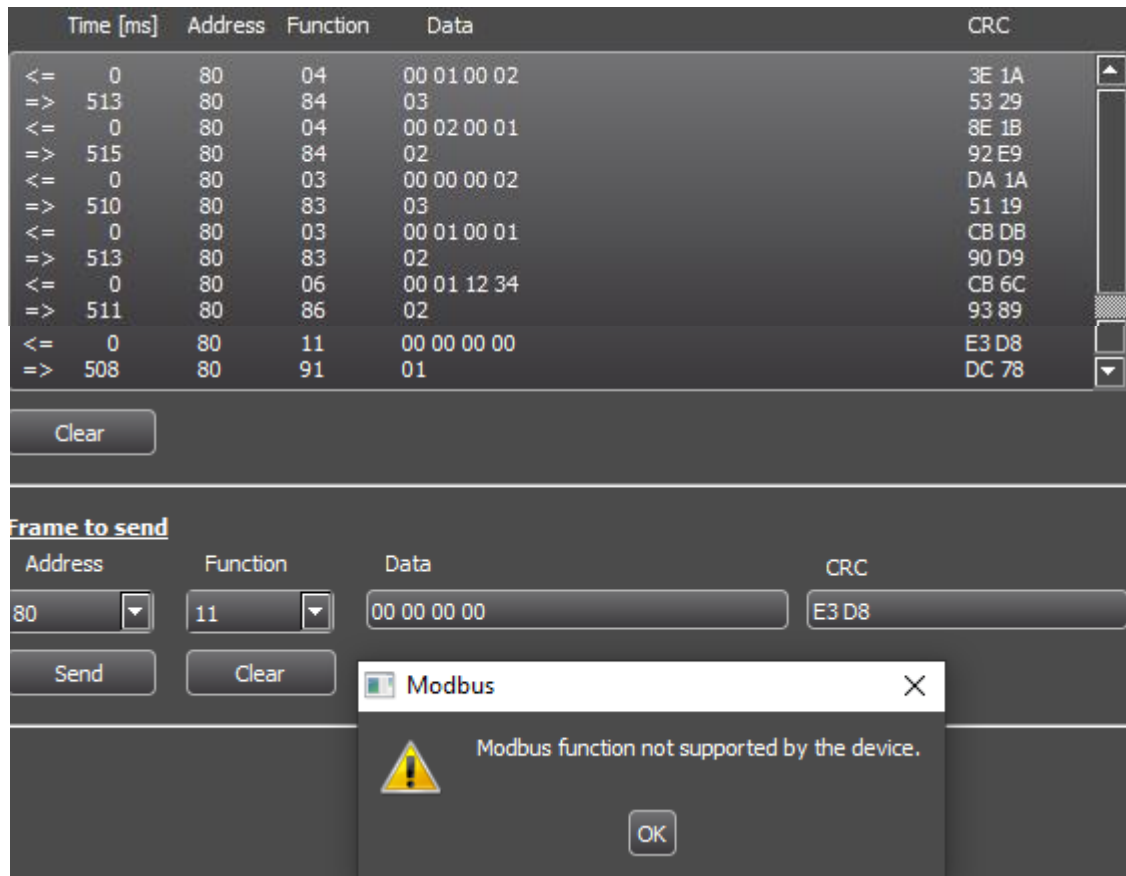 Time [ms] Address Function Data CRC
<= 0 80 04 00 01 00 02 3E 1A
=> 513 80 84 03 53 29
<= 0 80 04 00 02 00 01 8E 1B
=> 515 80 84 02 92 E9
<= 0 80 03 00 00 00 02 DA 1A
=> 510 80 83 03 51 19
<= 0 80 03 00 01 00 01 CB DB
=> 513 80 83 02 90 D9
<= 0 80 06 00 01 12 34 CB 6C
=> 511 80 86 02 93 89
<= 0 80 11 00 00 00 00 E3 D8
=> 508 80 91 01 DC 78
Clear
Frame to send
Address Function Data CRC
80 11 00 00 00 00 E3 D8
Send Clear
Modbus
Modbus function not supported by the device.
OK